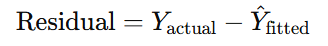 Residual = Y_actual − Ŷ_fitted